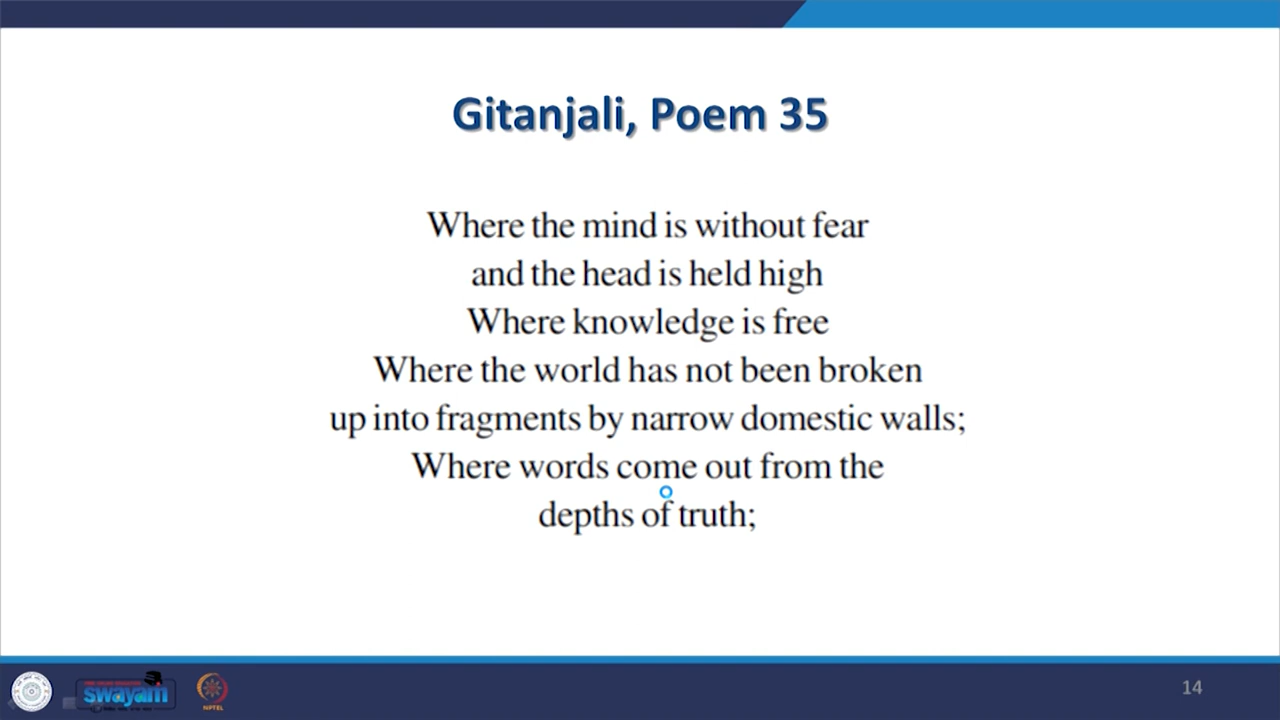 Gitanjali, Poem 35
Where the mind is without fear
and the head is held high
Where knowledge is free
Where the world has not been broken
up into fragments by narrow domestic walls;
Where words come out from the
depths of truth;
swayam
NPTEL
14